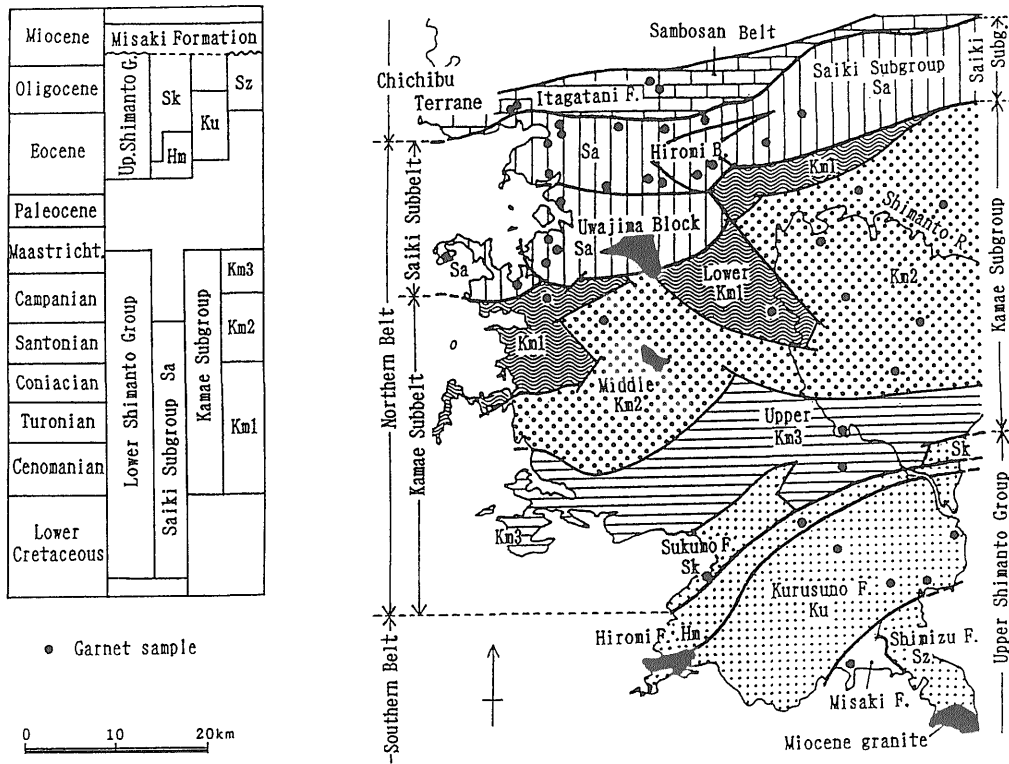 Miocene
Misaki Formation
Oligocene
Eocene
Paleocene
Maastricht.
Campanian
Santonian
Coniacian
Turonian
Cenomanian
Lower
Cretaceous
Up.Shimanto G.
Sk
Hm
Ku
Sz
Lower Shimanto Group
Saiki Subgroup Sa
Kamae Subgroup
Km3
Km2
Km1
Garnet sample
0 10 20km
Chichibu
Terrane
Sambosan Belt
Itagatani F.
Saiki Subgroup
Sa
Saiki
Subg.
Sa
Hiromi B.
Km1
Shimanto R.
Uwajima Block
Sa
Sa
Lower
Km1
Km2
Km1
Middle
Km2
Upper
Km3
Sk
Km3
Sukumo F.
Sk
Kurusuno F.
Ku
Hiromi F. Hm
Shimizu F.
Sz
Misaki F.
Miocene granite
Northern Belt
Southern Belt
Saiki Subbelt
Kamae Subbelt
Kamae Subgroup
Upper Shimanto Group